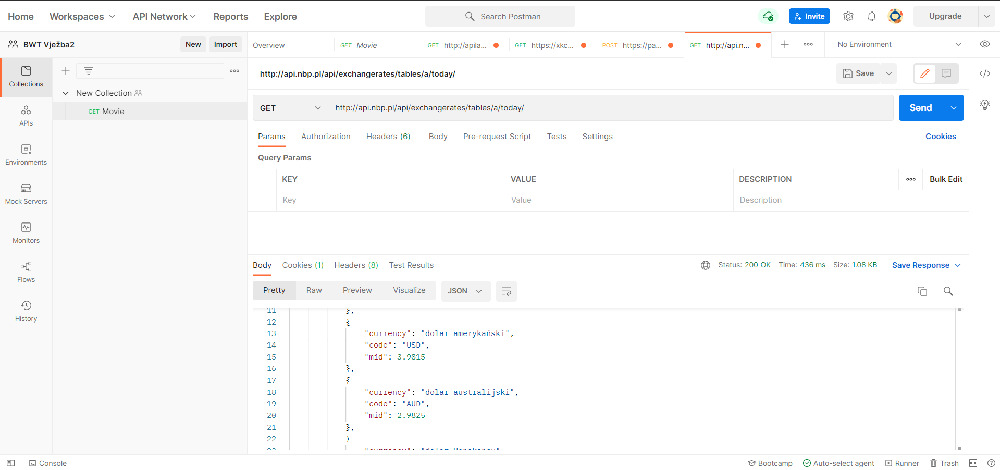 Home Workspaces API Network Reports Explore Search Postman Invite Upgrade
BWT Vježba2 New Import Overview GET Movie GET http://apila... GET https://xkc... POST https://pa... GET http://api.n... No Environment
Collections
New Collection
GET Movie
APIs
Environments
Mock Servers
Monitors
Flows
History
http://api.nbp.pl/api/exchangerates/tables/a/today/ Save
GET http://api.nbp.pl/api/exchangerates/tables/a/today/ Send
Params Authorization Headers (6) Body Pre-request Script Tests Settings Cookies
Query Params
KEY VALUE DESCRIPTION Bulk Edit
Key Value Description
Body Cookies (1) Headers (8) Test Results Status: 200 OK Time: 436 ms Size: 1.08 KB Save Response
Pretty Raw Preview Visualize JSON
11 },
12 {
13 "currency": "dolar amerykański",
14 "code": "USD",
15 "mid": 3.9815
16 },
17 {
18 "currency": "dolar australijski",
19 "code": "AUD",
20 "mid": 2.9825
21 },
22 {
23 "currency": "dolar Hongkongu"
Console Bootcamp Auto-select agent Runner Trash